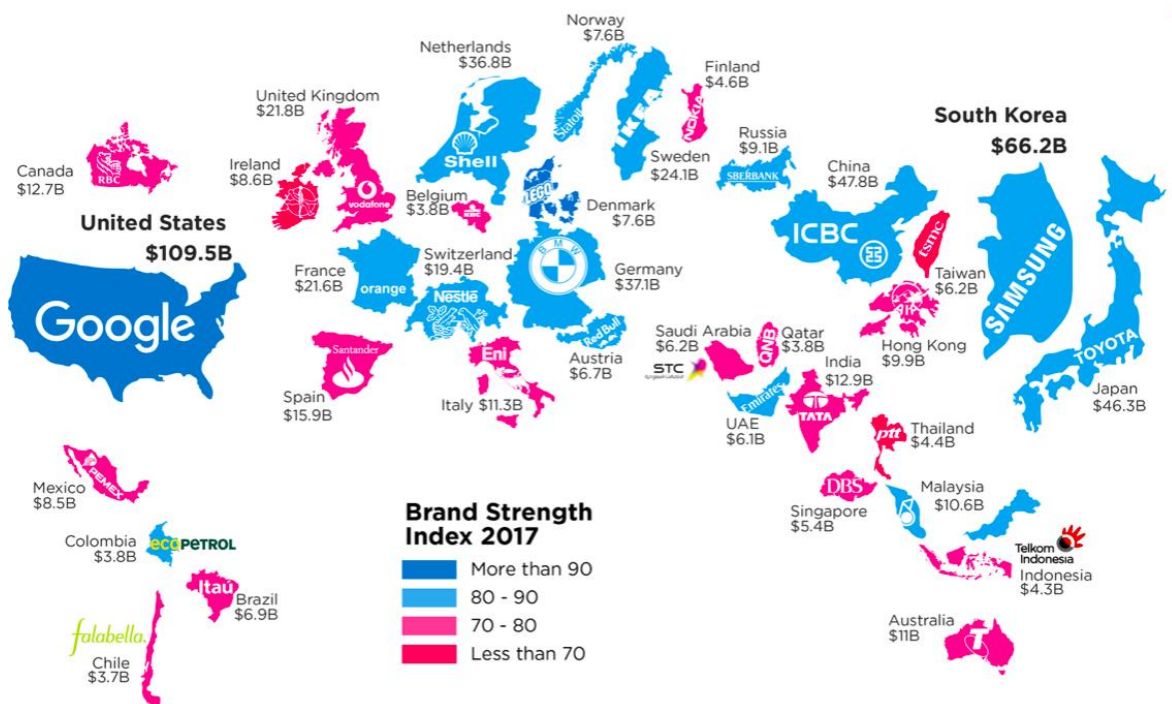 Norway
$7.6B
Netherlands
$36.8B
Finland
$4.6B
United Kingdom
$21.8B
Statoil
IKEA
NOKIA
South Korea
$66.2B
Canada
$12.7B
RBC
Ireland
$8.6B
vodafone
Shell
Belgium
$3.8B
LEGO
Sweden
$24.1B
Russia
$9.1B
SBERBANK
China
$47.8B
Denmark
$7.6B
United States
$109.5B
Google
France
$21.6B
orange
Switzerland
$19.4B
Nestlé
BMW
Germany
$37.1B
ICBC
tsmc
Taiwan
$6.2B
SAMSUNG
TOYOTA
Japan
$46.3B
Spain
$15.9B
Santander
Eni
Italy $11.3B
RedBull
Austria
$6.7B
Saudi Arabia
$6.2B
STC
QNB
Qatar
$3.8B
AIA
Hong Kong
$9.9B
Emirates
UAE
$6.1B
India
$12.9B
TATA
ptt
Thailand
$4.4B
DBS
Singapore
$5.4B
Malaysia
$10.6B
Mexico
$8.5B
PEMEX
Telkom
Indonesia
Indonesia
$4.3B
Colombia
$3.8B
ecoPETROL
Itaú
Brazil
$6.9B
falabella.
Chile
$3.7B
Australia
$11B
T
Brand Strength
Index 2017
More than 90
80 - 90
70 - 80
Less than 70